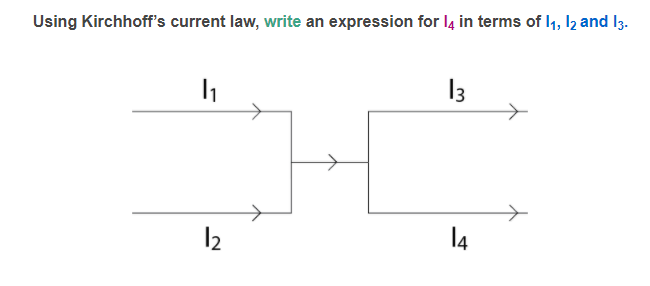 Using Kirchhoff's current law, write an expression for I₄ in terms of I₁, I₂ and I₃.
I₁ I₃
I₂ I₄